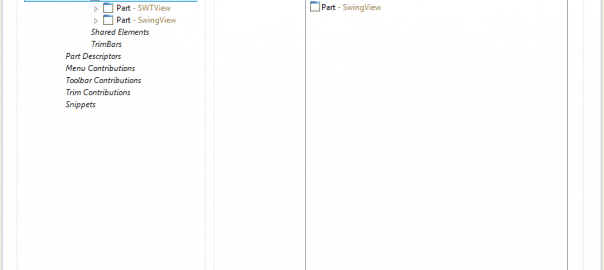 Part - SWTView
Part - SwingView
Shared Elements
TrimBars
Part Descriptors
Menu Contributions
Toolbar Contributions
Trim Contributions
Snippets
Part - SwingView